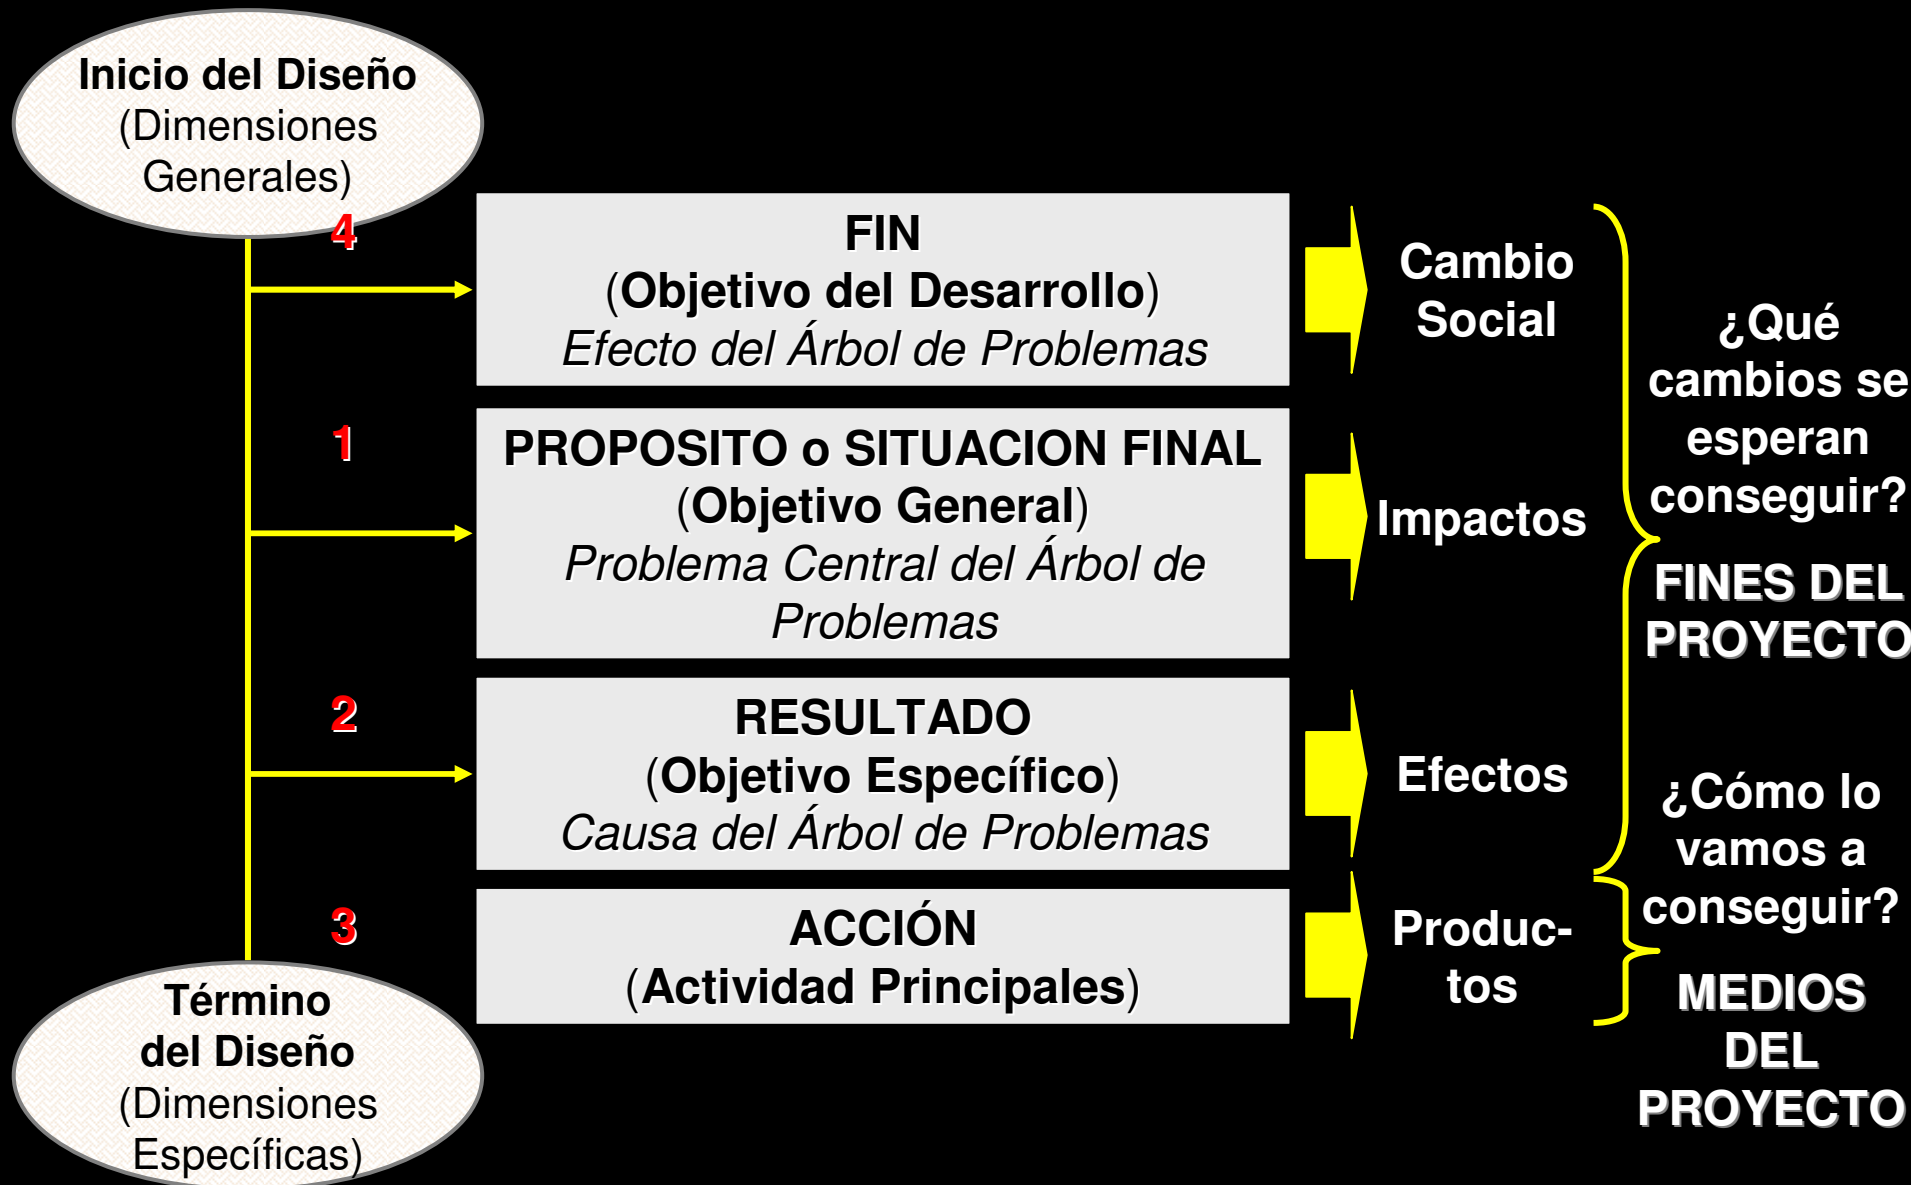 Inicio del Diseño
(Dimensiones
Generales)
4
FIN
(Objetivo del Desarrollo)
Efecto del Árbol de Problemas
Cambio
Social
1
PROPOSITO o SITUACION FINAL
(Objetivo General)
Problema Central del Árbol de
Problemas
Impactos
¿Qué
cambios se
esperan
conseguir?
FINES DEL
PROYECTO
2
RESULTADO
(Objetivo Específico)
Causa del Árbol de Problemas
Efectos
3
ACCIÓN
(Actividad Principales)
Produc-
tos
¿Cómo lo
vamos a
conseguir?
MEDIOS
DEL
PROYECTO
Término
del Diseño
(Dimensiones
Específicas)